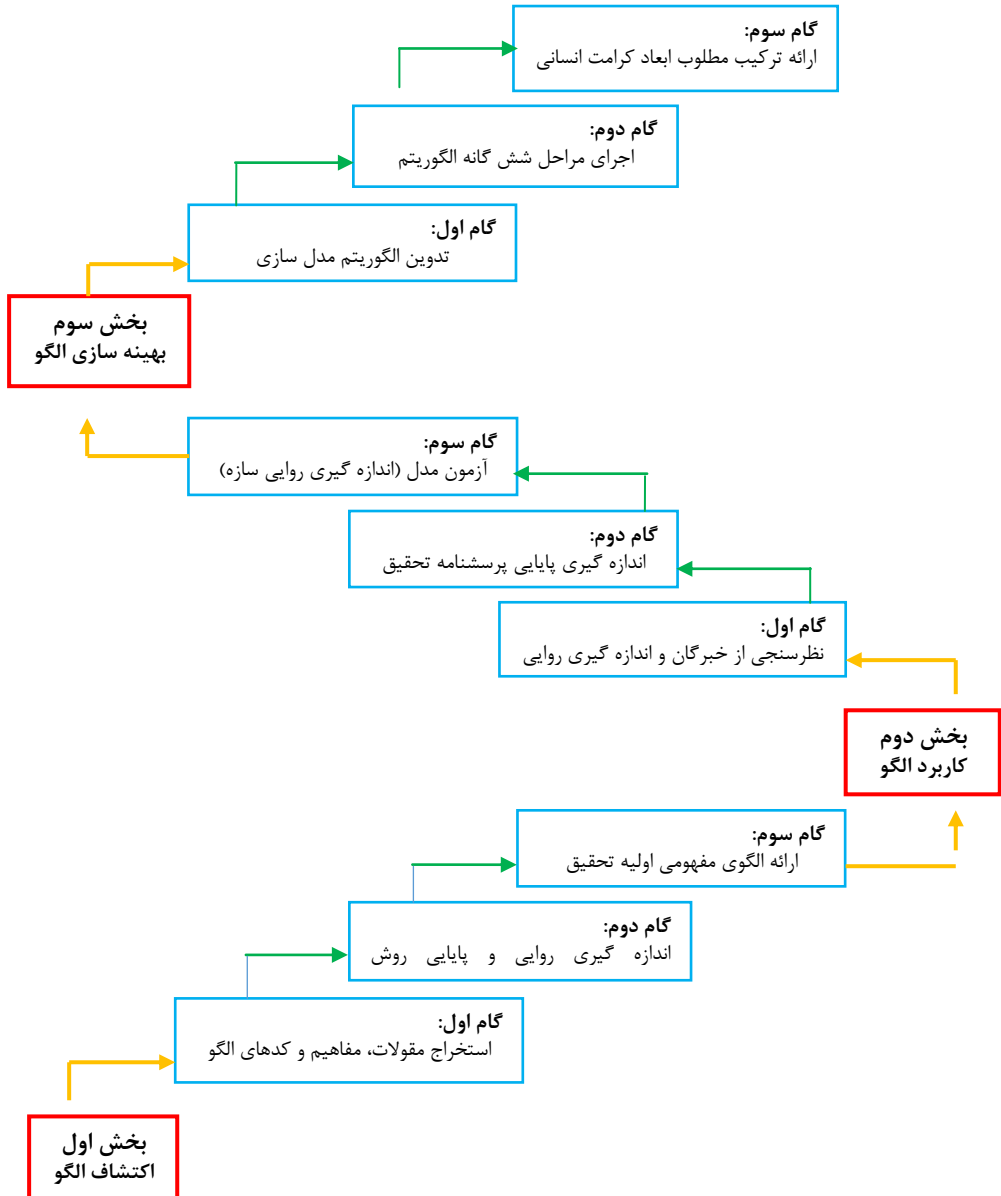 گام سوم:
ارائه ترکیب مطلوب ابعاد کرامت انسانی
گام دوم:
اجرای مراحل شش گانه الگوریتم
گام اول:
تدوین الگوریتم مدل سازی
بخش سوم
بهینه سازی الگو
گام سوم:
آزمون مدل (اندازه گیری روایی سازه)
گام دوم:
اندازه گیری پایایی پرسشنامه تحقیق
گام اول:
نظرسنجی از خبرگان و اندازه گیری روایی
بخش دوم
کاربرد الگو
گام سوم:
ارائه الگوی مفهومی اولیه تحقیق
گام دوم:
اندازه گیری روایی و پایایی روش
گام اول:
استخراج مقولات، مفاهیم و کدهای الگو
بخش اول
اکتشاف الگو